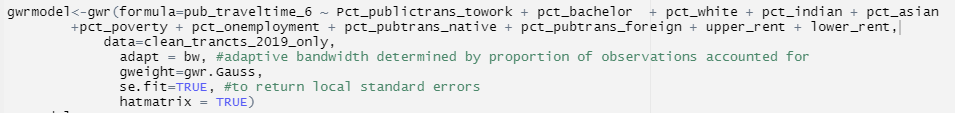 gwrmodel<-gwr(formula=pub_traveltime_6 ~ Pct_publictrans_towork + pct_bachelor  + pct_white + pct_indian + pct_asian
+pct_poverty + pct_onemployment + pct_pubtrans_native + pct_pubtrans_foreign + upper_rent + lower_rent,
data=clean_trancts_2019_only,
adapt = bw, #adaptive bandwidth determined by proportion of observations accounted for
gweight=gwr.Gauss,
se.fit=TRUE, #to return local standard errors
hatmatrix = TRUE)